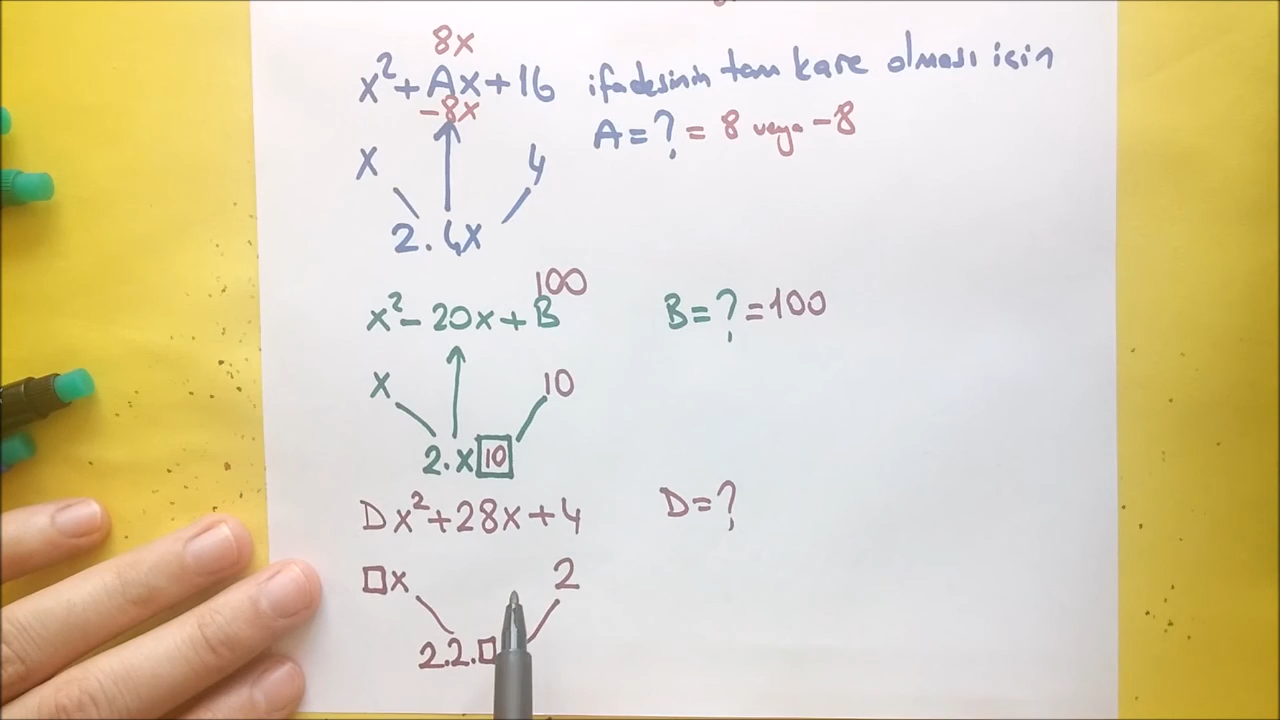 8x
x² + Ax + 16 ifadesinin tam kare olması için
-8x
A = ? = 8 veya -8
x 4
2 . 4x
100
x² - 20x + B B = ? = 100
x 10
2 . x 10
Dx² + 28x + 4 D = ?
□x 2
2.2.□